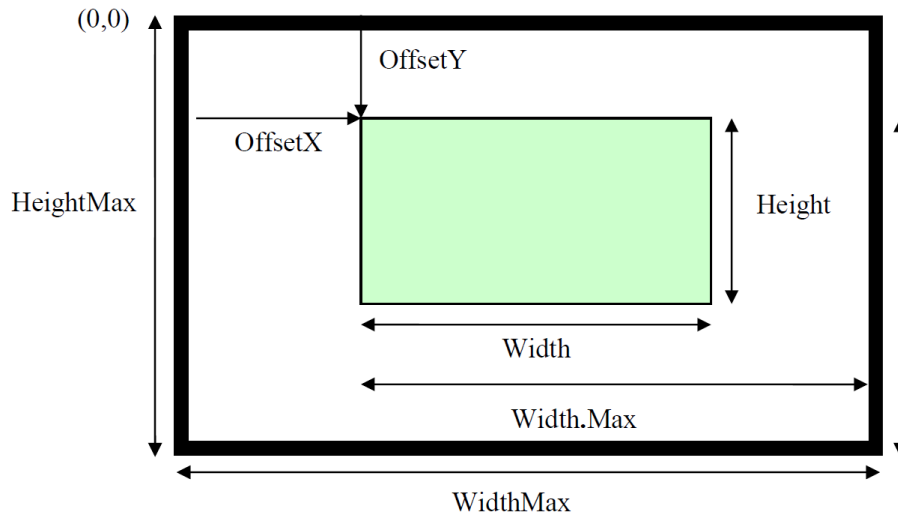 (0,0)
OffsetY
OffsetX
HeightMax
Height
Width
Width.Max
WidthMax